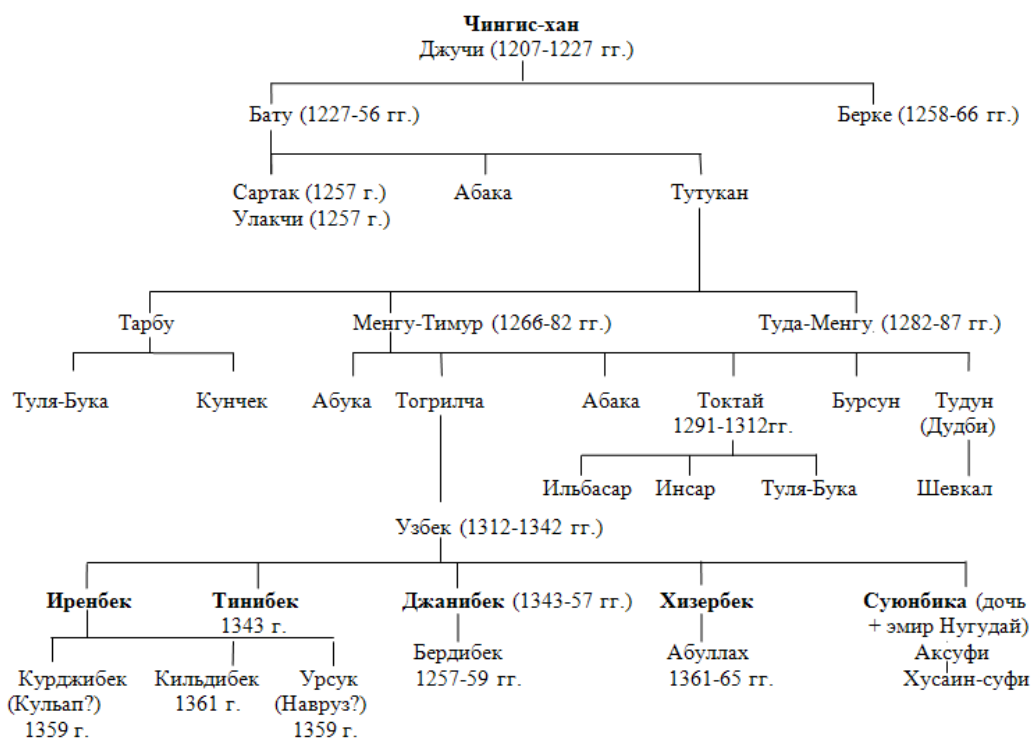 Чингис-хан
Джучи (1207-1227 гг.)
Бату (1227-56 гг.)
Берке (1258-66 гг.)
Сартак (1257 г.)
Улакчи (1257 г.)
Абака
Тутукан
Тарбу
Менгу-Тимур (1266-82 гг.)
Туда-Менгу (1282-87 гг.)
Туля-Бука
Кунчек
Абука
Тогрилча
Абака
Токтай
1291-1312гг.
Бурсун
Тудун
(Дудби)
Ильбасар
Инсар
Туля-Бука
Шевкал
Узбек (1312-1342 гг.)
Иренбек
Тинибек
1343 г.
Джанибек (1343-57 гг.)
Хизербек
Суюнбика (дочь
+ эмир Нугудай)
Курджибек
(Кульап?)
1359 г.
Кильдибек
1361 г.
Урсук
(Навруз?)
1359 г.
Бердибек
1257-59 гг.
Абуллах
1361-65 гг.
Аксуфи
Хусаин-суфи